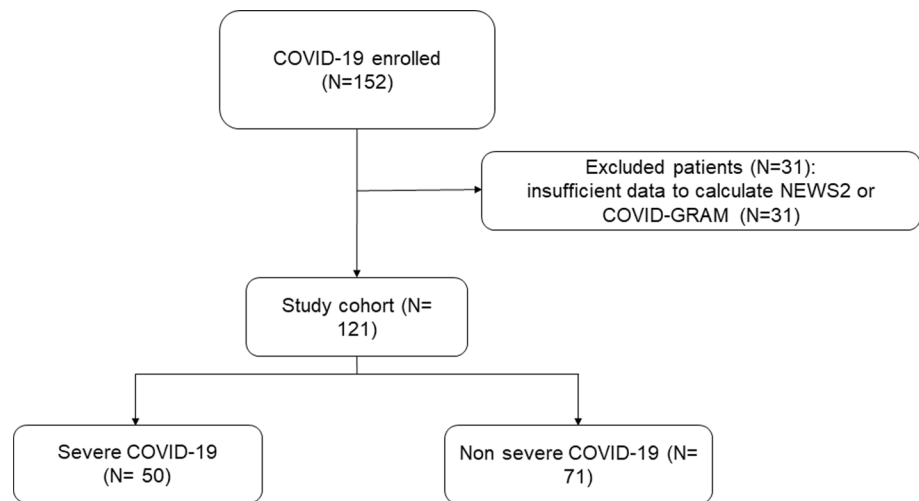 COVID-19 enrolled
(N=152)
Excluded patients (N=31):
insufficient data to calculate NEWS2 or
COVID-GRAM (N=31)
Study cohort (N=
121)
Severe COVID-19
(N= 50)
Non severe COVID-19 (N=
71)